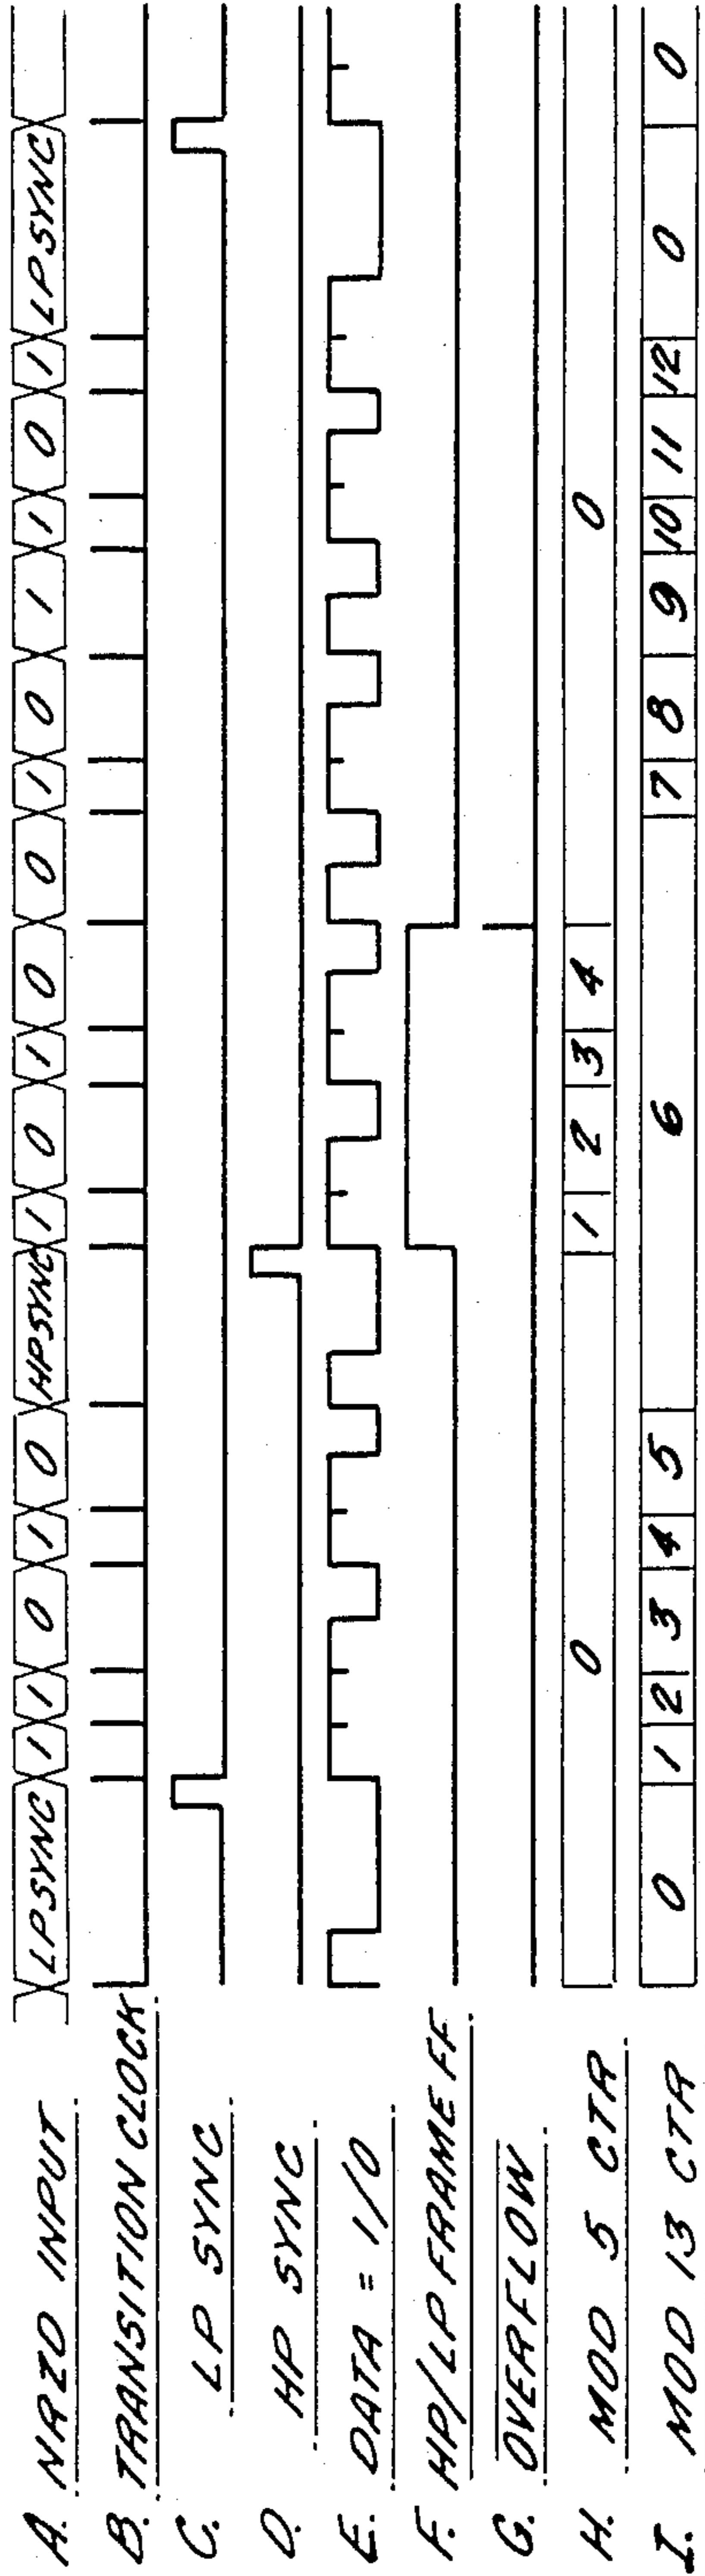 A. NRZD INPUT LPSYNC 1 1 0 1 0 HPSYNC 1 0 1 0 0 1 0 1 1 0 1 LPSYNC
B. TRANSITION CLOCK
C. LP SYNC
D. HP SYNC
E. DATA = 1/0
F. HP/LP FRAME FF
G. OVERFLOW
H. MOD 5 CTR 0 1 2 3 4 0
I. MOD 13 CTR 0 1 2 3 4 5 6 7 8 9 10 11 12 0 0